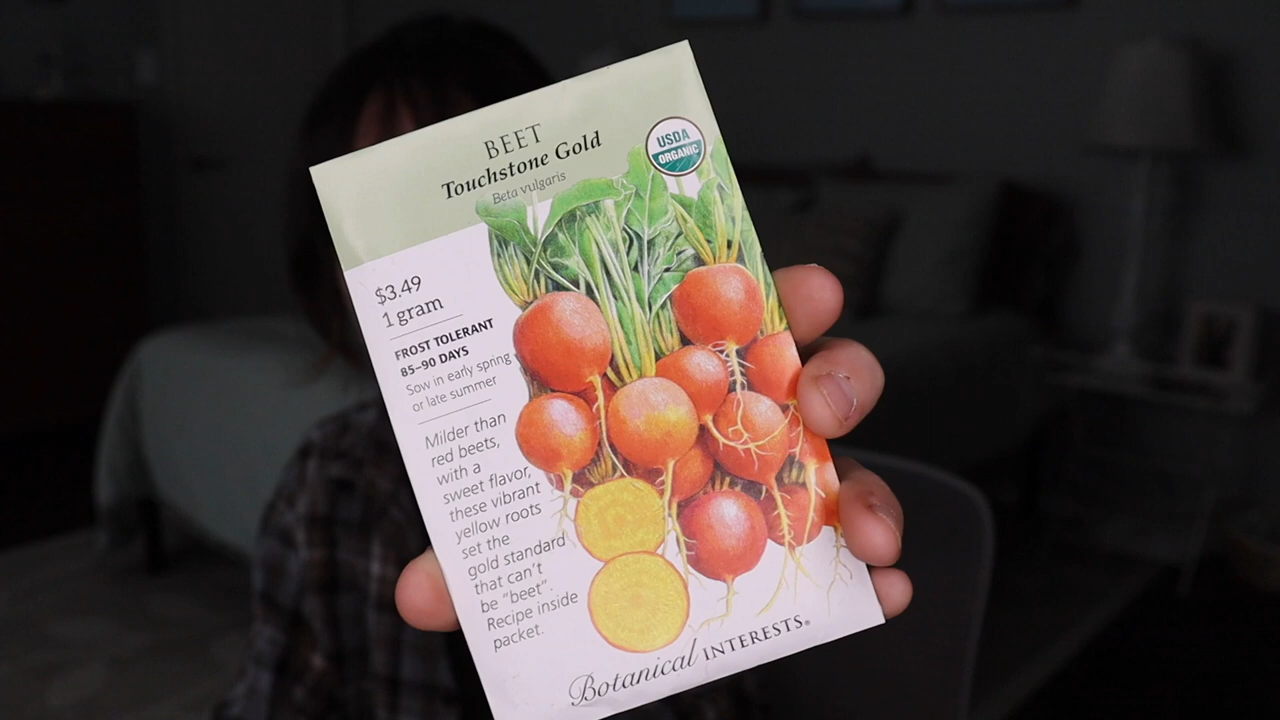 BEET
Touchstone Gold
Beta vulgaris
USDA
ORGANIC
$3.49
1 gram
FROST TOLERANT
85–90 DAYS
Sow in early spring
or late summer
Milder than
red beets,
with a
sweet flavor,
these vibrant
yellow roots
set the
gold standard
that can't
be "beet".
Recipe inside
packet.
Botanical INTERESTS®